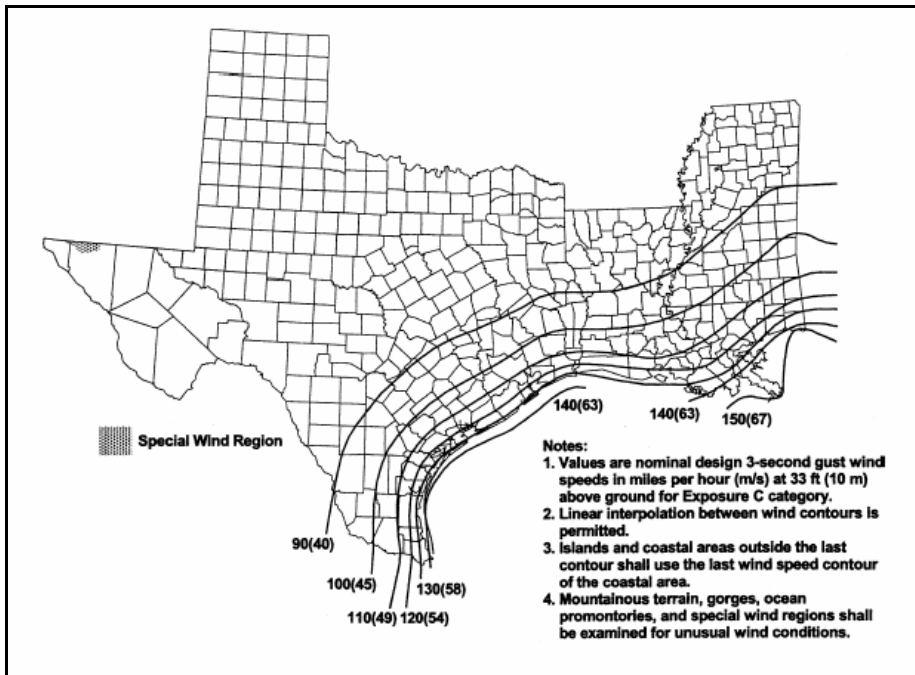 140(63)
140(63)
150(67)
Special Wind Region
90(40)
100(45)
130(58)
110(49)
120(54)
Notes:
1. Values are nominal design 3-second gust wind
speeds in miles per hour (m/s) at 33 ft (10 m)
above ground for Exposure C category.
2. Linear interpolation between wind contours is
permitted.
3. Islands and coastal areas outside the last
contour shall use the last wind speed contour
of the coastal area.
4. Mountainous terrain, gorges, ocean
promontories, and special wind regions shall
be examined for unusual wind conditions.